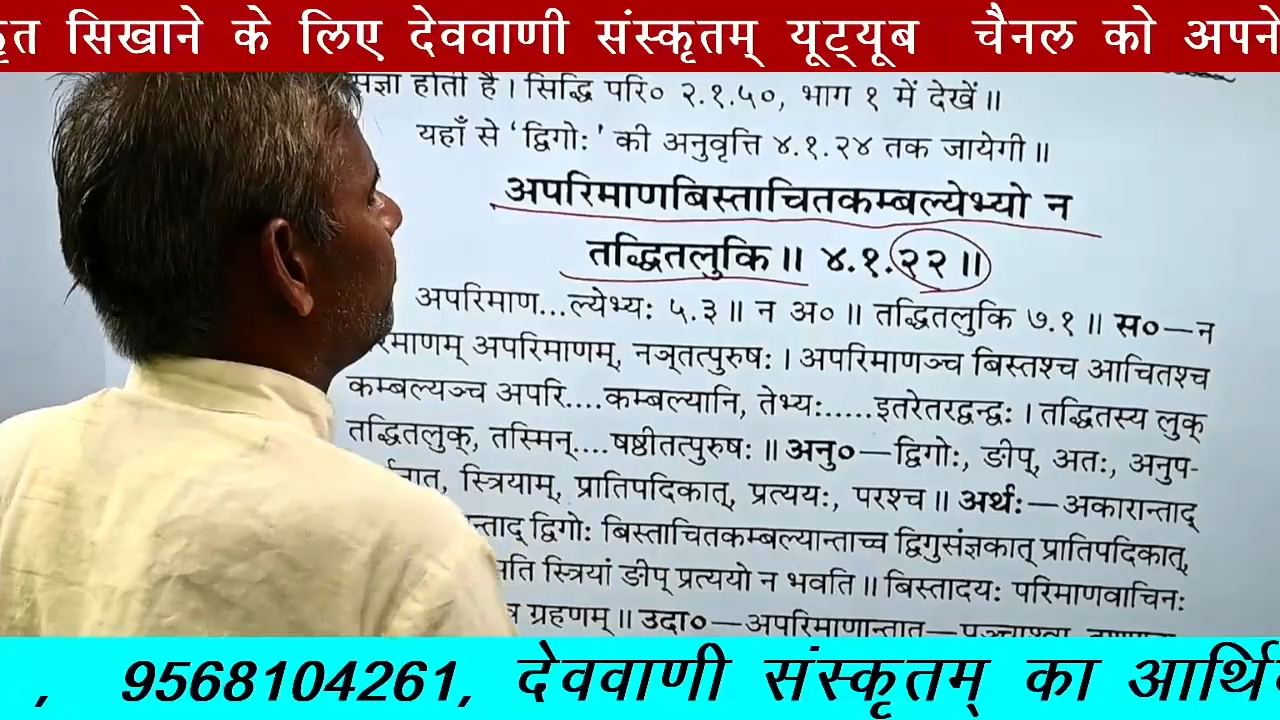 सिखाने के लिए देववाणी संस्कृतम् यूट्यूब चैनल को अपने
होती है । सिद्धि परि० २.१.५०, भाग १ में देखें ॥
यहाँ से ‘द्विगोः’ की अनुवृत्ति ४.१.२४ तक जायेगी ॥
अपरिमाणबिस्ताचितकम्बल्येभ्यो न
तद्धितलुकि ॥ ४.१.२२ ॥
अपरिमाण...ल्येभ्यः ५.३ ॥ न अ० ॥ तद्धितलुकि ७.१ ॥ स०—न
अपरिमाणम्, नञ्तत्पुरुषः । अपरिमाणञ्च बिस्तश्च आचितश्च
कम्बल्यञ्च अपरि....कम्बल्यानि, तेभ्यः.....इतरेतरद्वन्द्वः । तद्धितस्य लुक्
तद्धितलुक्, तस्मिन्....षष्ठीतत्पुरुषः ॥ अनु०—द्विगोः, ङीप्, अतः, अनुप-
स्त्रियाम्, प्रातिपदिकात्, प्रत्ययः, परश्च ॥ अर्थः—अकारान्ताद्
द्विगोः बिस्ताचितकम्बल्यान्ताच्च द्विगुसंज्ञकात् प्रातिपदिकात्,
स्त्रियां ङीप् प्रत्ययो न भवति ॥ बिस्तादयः परिमाणवाचिनः
ग्रहणम् ॥ उदा०—अपरिमाणान्तात्—
, 9568104261, देववाणी संस्कृतम् का